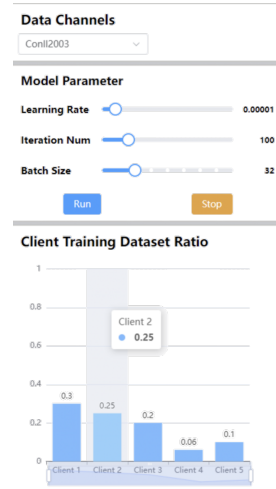 Data Channels
Conll2003
Model Parameter
Learning Rate 0.00001
Iteration Num 100
Batch Size 32
Run Stop
Client Training Dataset Ratio
1
0.8
Client 2
0.25
0.6
0.4
0.3
0.25
0.2
0.2
0.06
0.1
0
Client 1 Client 2 Client 3 Client 4 Client 5